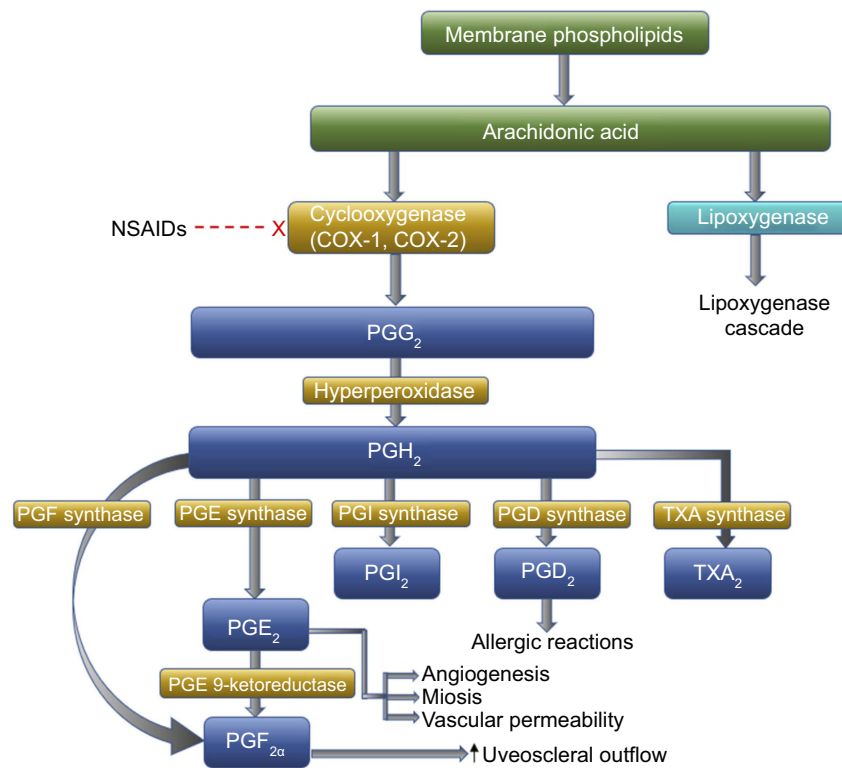 Membrane phospholipids
Arachidonic acid
NSAIDs
X
Cyclooxygenase
(COX-1, COX-2)
Lipoxygenase
Lipoxygenase
cascade
PGG₂
Hyperperoxidase
PGH₂
PGF synthase
PGE synthase
PGI synthase
PGD synthase
TXA synthase
PGI₂
PGD₂
TXA₂
PGE₂
Allergic reactions
PGE 9-ketoreductase
Angiogenesis
Miosis
Vascular permeability
PGF₂α
Uveoscleral outflow